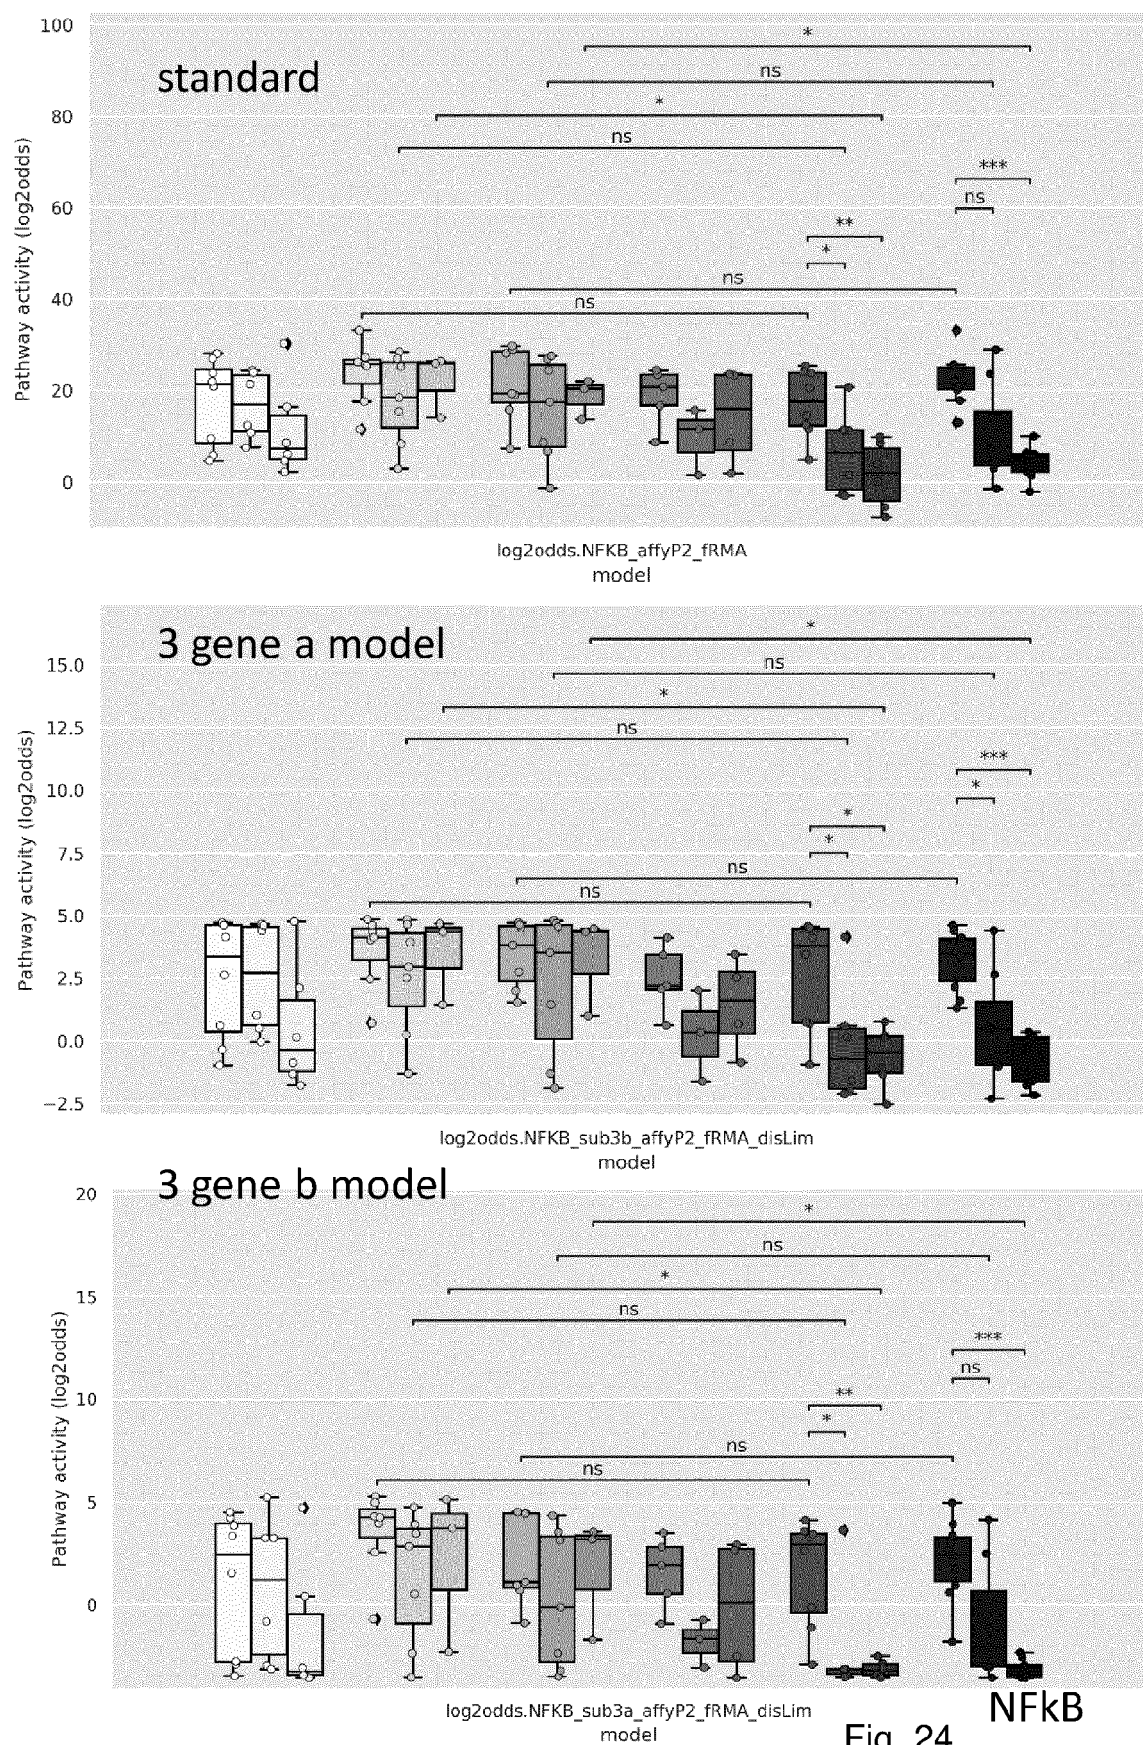 standard
Pathway activity (log2odds)
100
80
60
40
20
0
*
ns
*
ns
***
ns
**
*
ns
ns
log2odds.NFKB_affyP2_fRMA
model
3 gene a model
Pathway activity (log2odds)
15.0
12.5
10.0
7.5
5.0
2.5
0.0
−2.5
*
ns
*
ns
***
*
*
*
ns
ns
log2odds.NFKB_sub3b_affyP2_fRMA_disLim
model
3 gene b model
Pathway activity (log2odds)
20
15
10
5
0
*
ns
*
ns
***
ns
**
*
ns
ns
log2odds.NFKB_sub3a_affyP2_fRMA_disLim
model
NFkB
Fig. 24